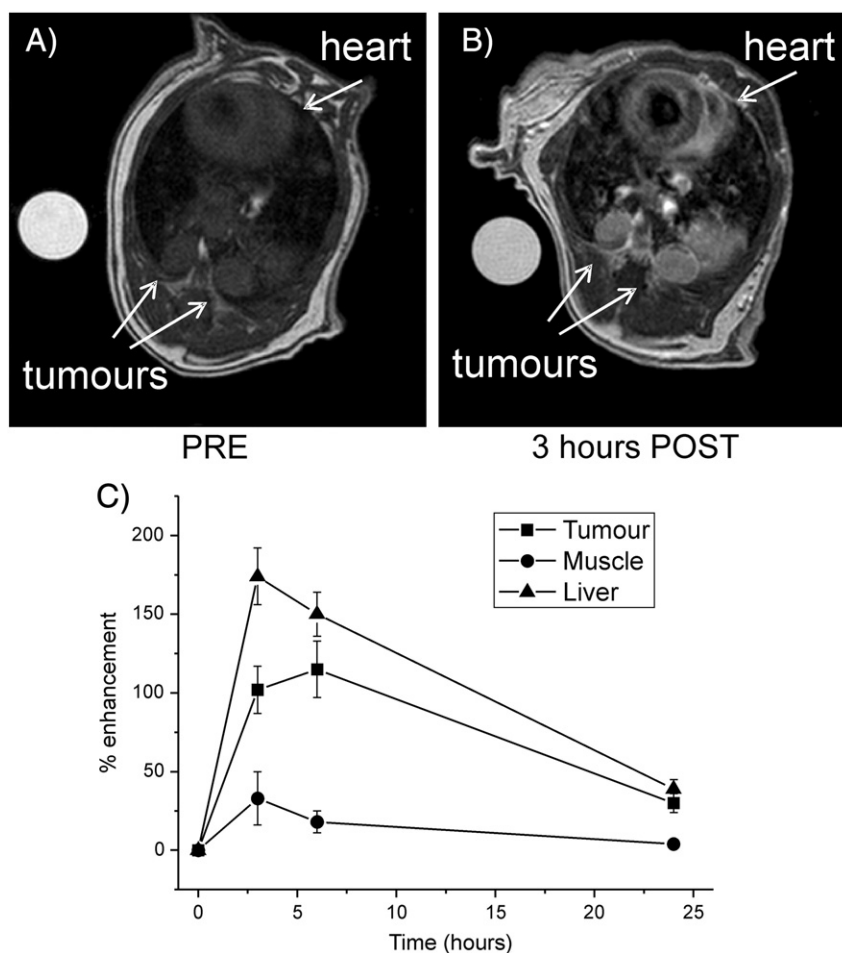 A)
heart
tumours
PRE
B)
heart
tumours
3 hours POST
C)
% enhancement
200
150
100
50
0
Tumour
Muscle
Liver
0 5 10 15 20 25
Time (hours)